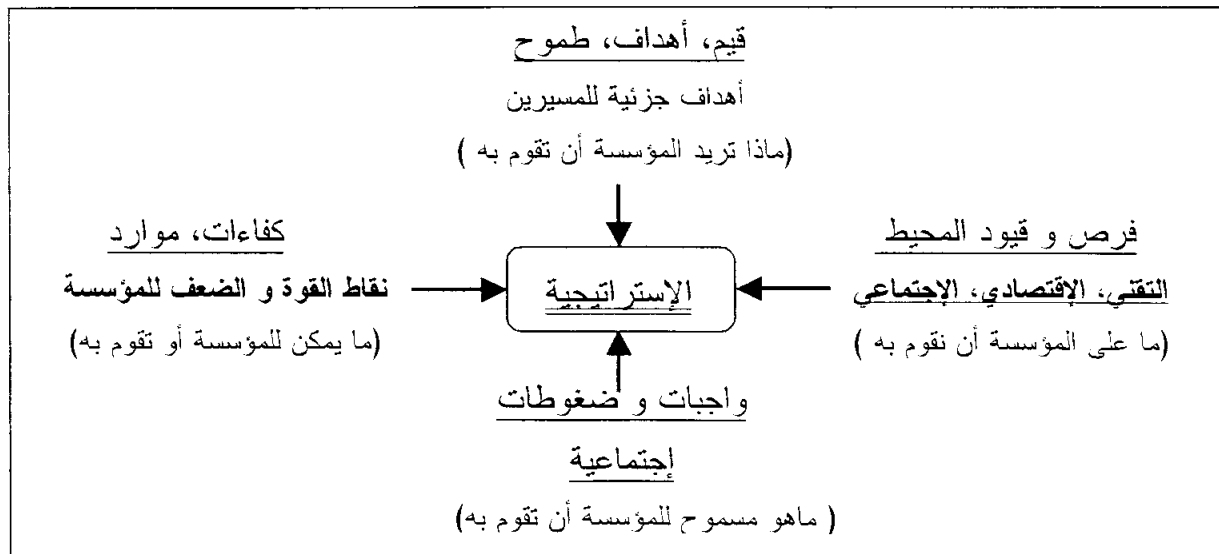 قيم، أهداف، طموح
أهداف جزئية للمسيرين
(ماذا تريد المؤسسة أن تقوم به )
فرص و قيود المحيط
التقني، الإقتصادي، الإجتماعي
(ما على المؤسسة أن نقوم به )
الإستراتيجية
كفاءات، موارد
نقاط القوة و الضعف للمؤسسة
(ما يمكن للمؤسسة أو تقوم به)
واجبات و ضغوطات
إجتماعية
( ماهو مسموح للمؤسسة أن تقوم به)